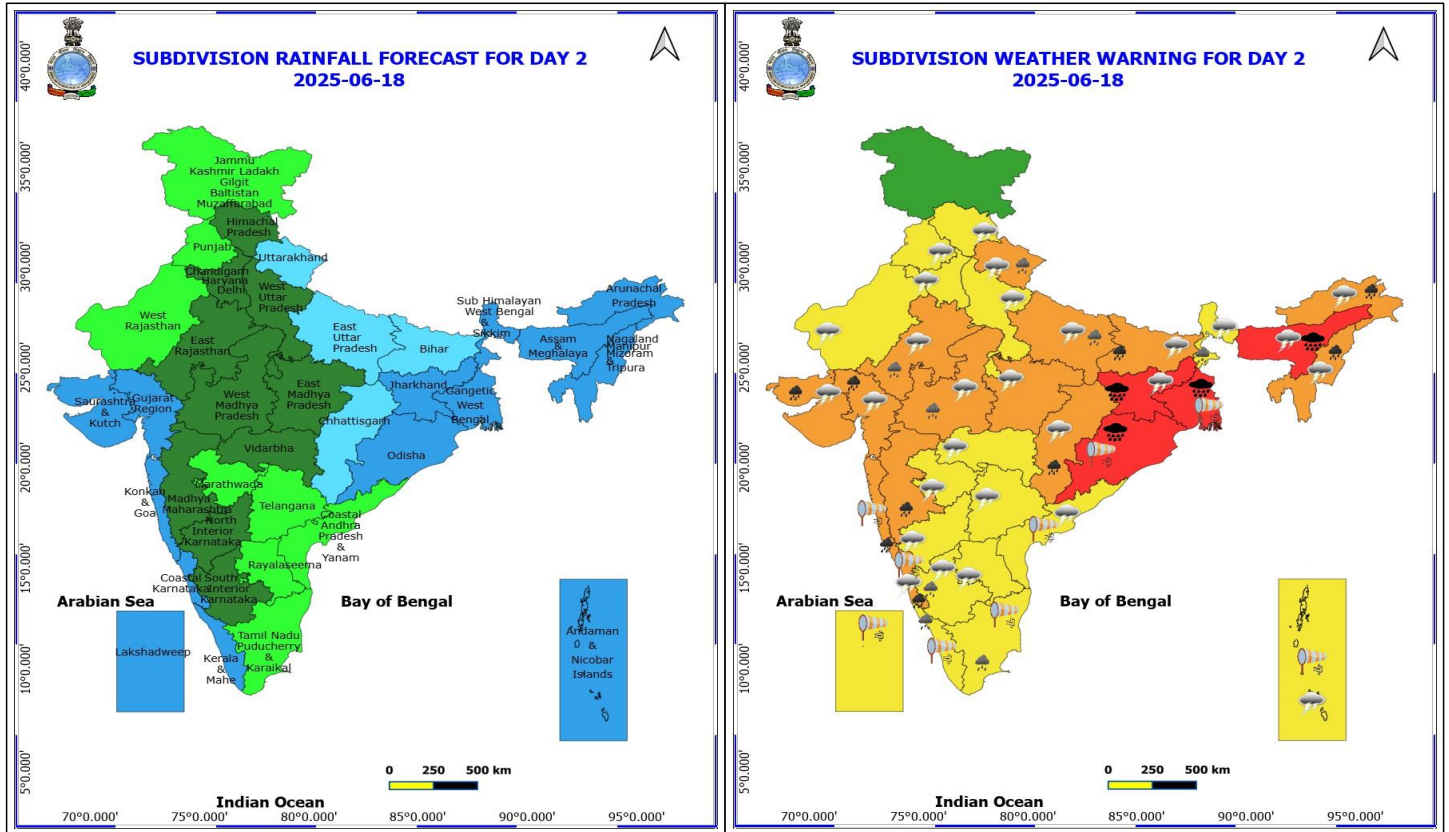 SUBDIVISION RAINFALL FORECAST FOR DAY 2
2025-06-18
40°0.000'
35°0.000'
30°0.000'
25°0.000'
20°0.000'
15°0.000'
10°0.000'
5°0.000'
Jammu
Kashmir Ladakh
Gilgit
Baltistan
Muzaffarabad
Himachal
Pradesh
Punjab
Uttarakhand
Chandigarh
Haryana
Delhi
West
Uttar
Pradesh
Arunachal
Pradesh
West
Rajasthan
Sub Himalayan
West Bengal
&
Sikkim
East
Uttar
Pradesh
East
Rajasthan
Bihar
Assam
&
Meghalaya
Nagaland
Manipur
Mizoram
&
Tripura
Jharkhand
Gangetic
West
Bengal
Saurashtra
&
Kutch
Gujarat
Region
West
Madhya
Pradesh
East
Madhya
Pradesh
Chhattisgarh
Vidarbha
Odisha
Marathwada
Konkan
&
Goa
Madhya
Maharashtra
Telangana
North
Interior
Karnataka
Coastal
Andhra
Pradesh
&
Yanam
Rayalaseema
Coastal
Karnataka
South
Interior
Karnataka
Arabian Sea
Bay of Bengal
Lakshadweep
Tamil Nadu
Puducherry
&
Karaikal
Kerala
&
Mahe
Andaman
&
Nicobar
Islands
0 250 500 km
Indian Ocean
70°0.000' 75°0.000' 80°0.000' 85°0.000' 90°0.000' 95°0.000'
SUBDIVISION WEATHER WARNING FOR DAY 2
2025-06-18
40°0.000'
35°0.000'
30°0.000'
25°0.000'
20°0.000'
15°0.000'
10°0.000'
5°0.000'
Arabian Sea
Bay of Bengal
0 250 500 km
Indian Ocean
70°0.000' 75°0.000' 80°0.000' 85°0.000' 90°0.000' 95°0.000'